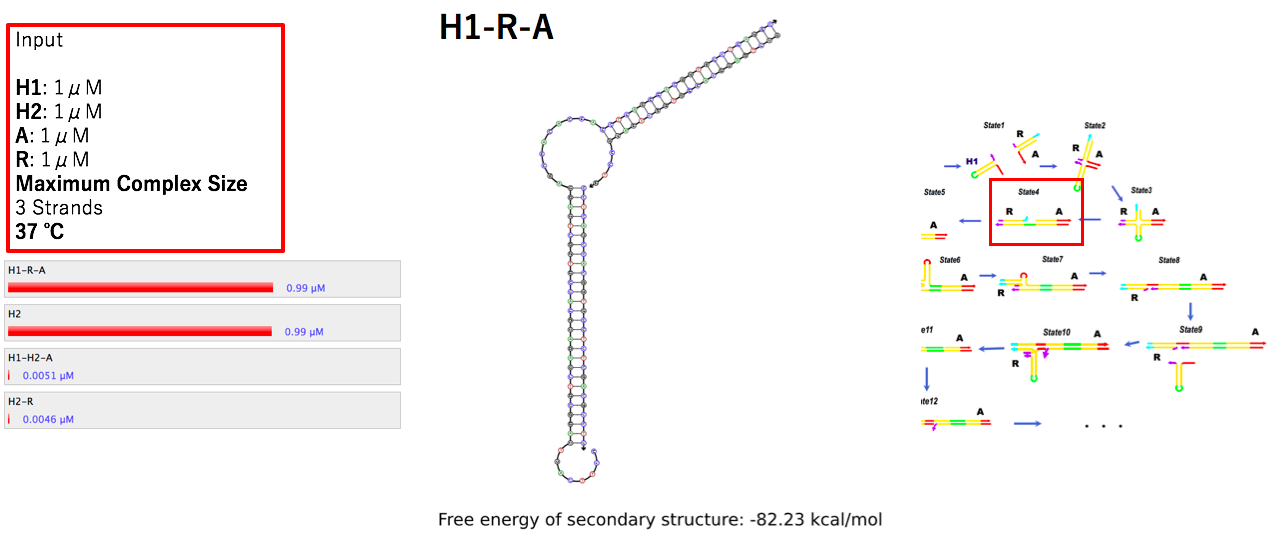 Input
H1: 1 μ M
H2: 1 μ M
A: 1 μ M
R: 1 μ M
Maximum Complex Size
3 Strands
37 ℃
H1-R-A
0.99 μM
H2
0.99 μM
H1-H2-A
0.0051 μM
H2-R
0.0046 μM
H1-R-A
Free energy of secondary structure: -82.23 kcal/mol
State1
R
A
H1
State2
R
A
State5
A
State4
R A
State3
R A
State6
A
State7
R A
State8
R A
te11
A
State10
R A
State9
R A
te12
A
. . .